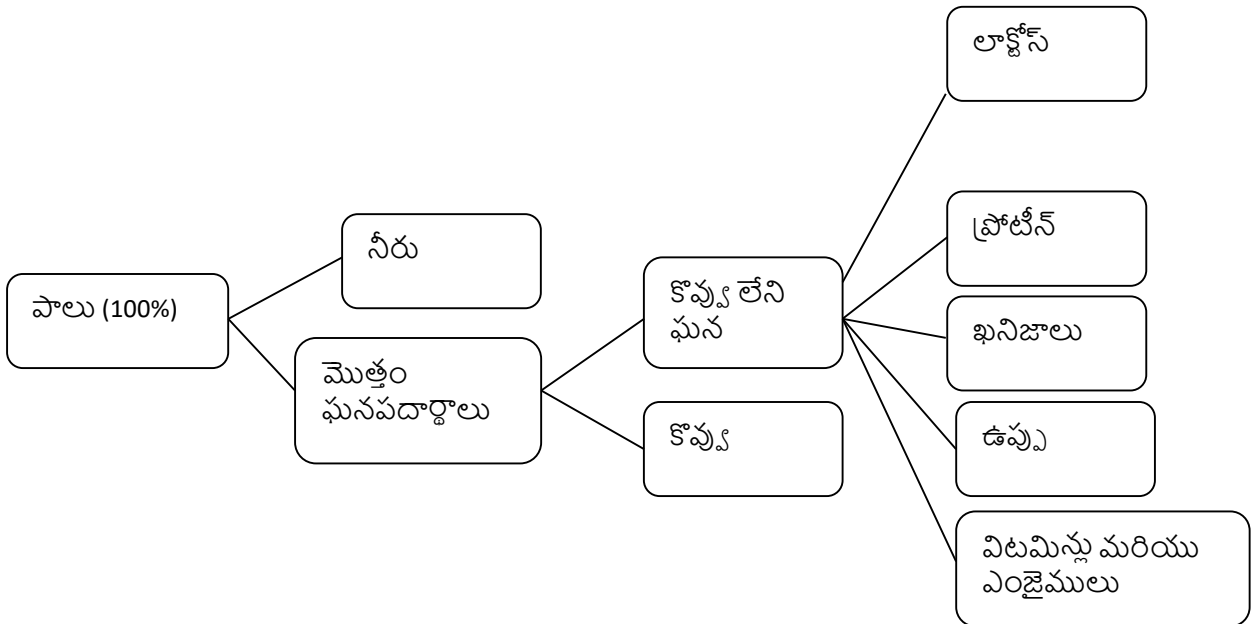 పాలు (100%)
నీరు
మొత్తం
ఘనపదార్థాలు
కొవ్వు లేని
ఘన
కొవ్వు
లాక్టోస్
ప్రోటీన్
ఖనిజాలు
ఉప్పు
విటమిన్లు మరియు
ఎంజైములు